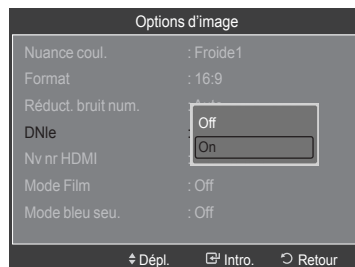 Options d'image
Nuance coul. : Froide1
Format : 16:9
Réduct. bruit num. :
DNIe :
Off
On
Nv nr HDMI :
Mode Film : Off
Mode bleu seu. : Off
Dépl. Intro. Retour